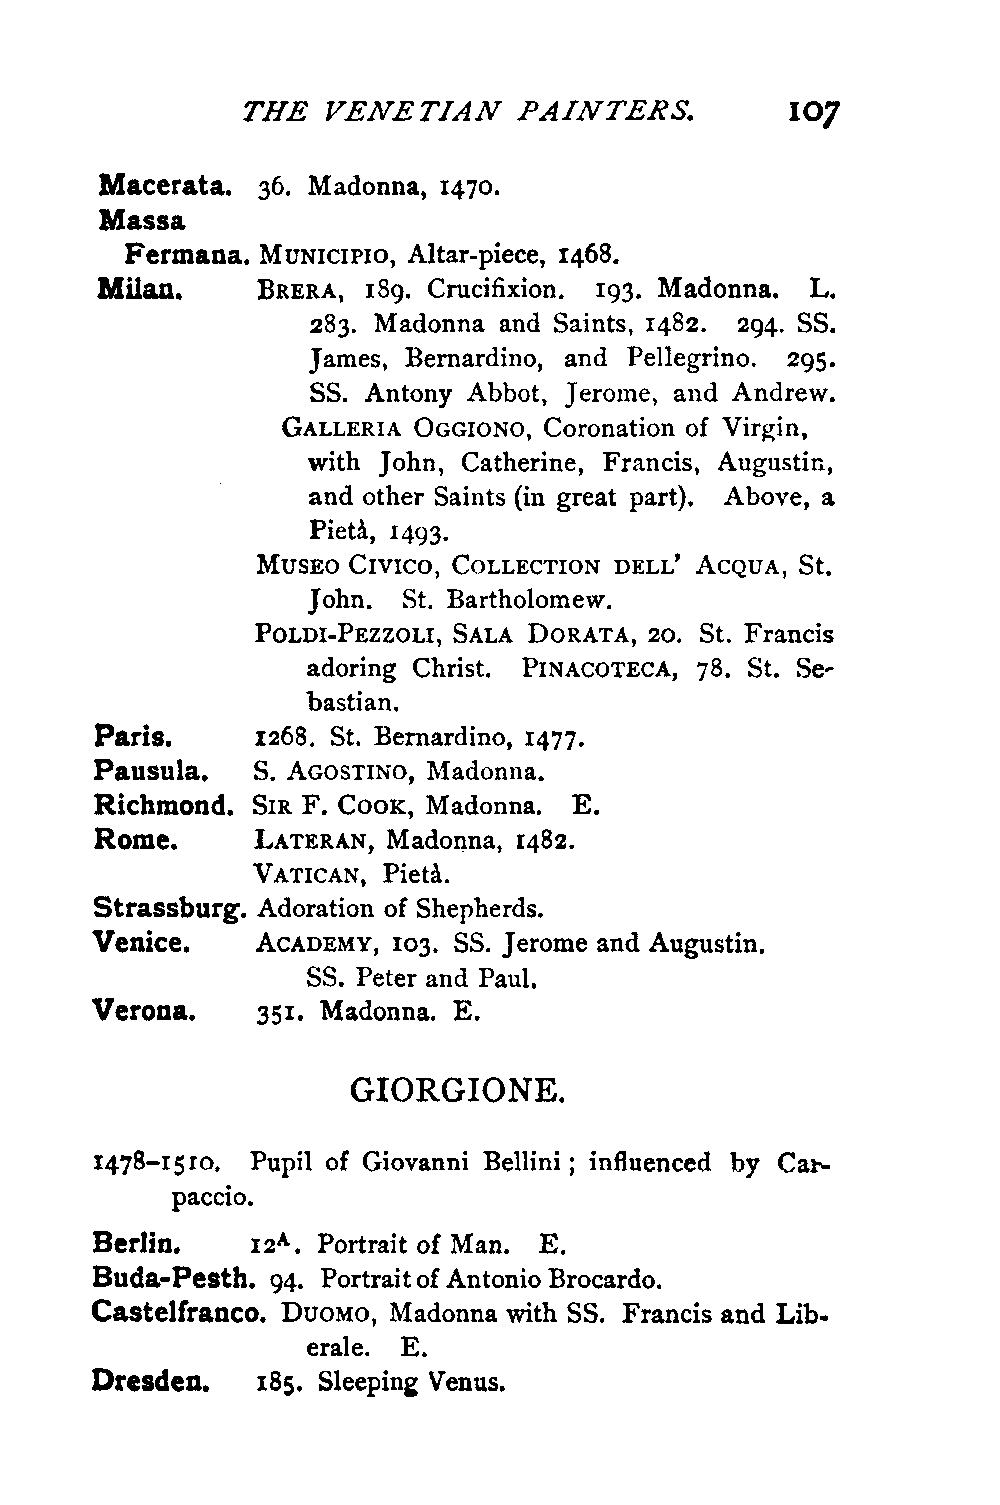 THE VENETIAN PAINTERS. 107
Macerata. 36. Madonna, 1470.
Massa
Fermana. MUNICIPIO, Altar-piece, 1468.
Milan. BRERA, 189. Crucifixion. 193. Madonna. L.
283. Madonna and Saints, 1482. 294. SS.
James, Bernardino, and Pellegrino. 295.
SS. Antony Abbot, Jerome, and Andrew.
GALLERIA OGGIONO, Coronation of Virgin,
with John, Catherine, Francis, Augustin,
and other Saints (in great part). Above, a
Pietà, 1493.
MUSEO CIVICO, COLLECTION DELL' ACQUA, St.
John. St. Bartholomew.
POLDI-PEZZOLI, SALA DORATA, 20. St. Francis
adoring Christ. PINACOTECA, 78. St. Se-
bastian.
Paris. 1268. St. Bernardino, 1477.
Pausula. S. AGOSTINO, Madonna.
Richmond. SIR F. COOK, Madonna. E.
Rome. LATERAN, Madonna, 1482.
VATICAN, Pietà.
Strassburg. Adoration of Shepherds.
Venice. ACADEMY, 103. SS. Jerome and Augustin.
SS. Peter and Paul.
Verona. 351. Madonna. E.
GIORGIONE.
1478–1510. Pupil of Giovanni Bellini; influenced by Car-
paccio.
Berlin. 12A. Portrait of Man. E.
Buda-Pesth. 94. Portrait of Antonio Brocardo.
Castelfranco. DUOMO, Madonna with SS. Francis and Lib-
erale. E.
Dresden. 185. Sleeping Venus.